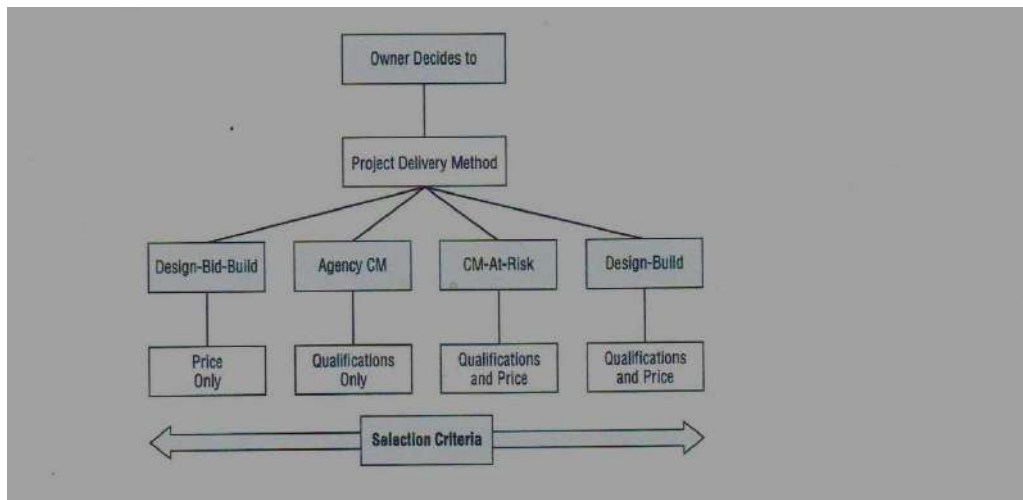 Owner Decides to
Project Delivery Method
Design-Bid-Build
Agency CM
CM-At-Risk
Design-Build
Price
Only
Qualifications
Only
Qualifications
and Price
Qualifications
and Price
Selection Criteria